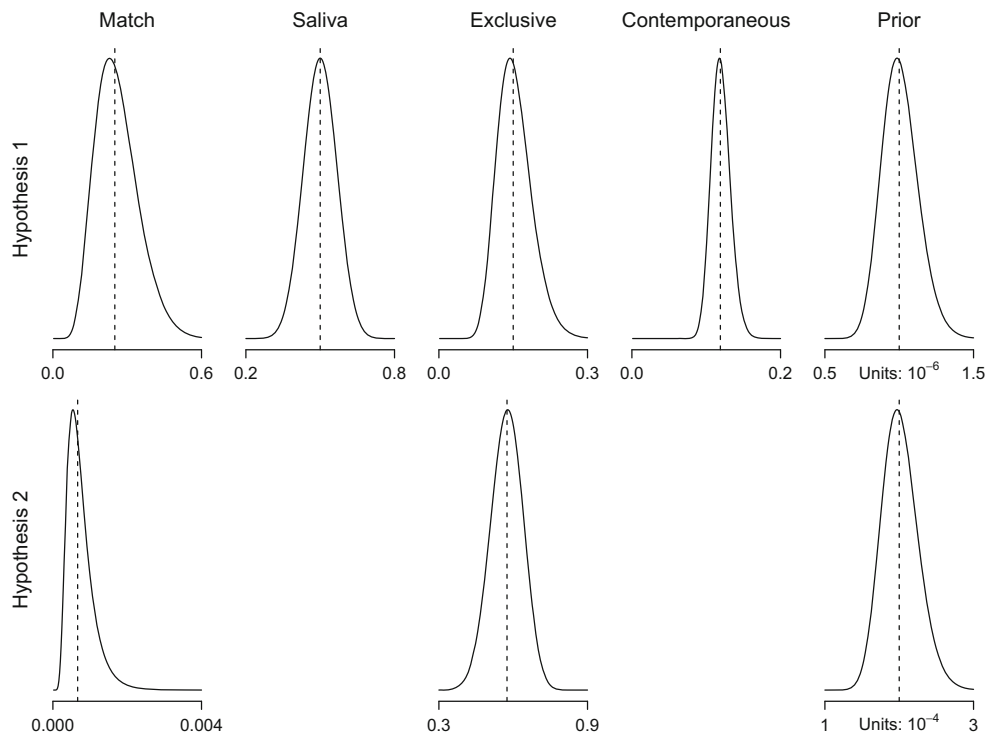 Match Saliva Exclusive Contemporaneous Prior
Hypothesis 1
0.0 0.6 0.2 0.8 0.0 0.3 0.0 0.2 0.5 Units: 10⁻⁶ 1.5
Hypothesis 2
0.000 0.004 0.3 0.9 1 Units: 10⁻⁴ 3